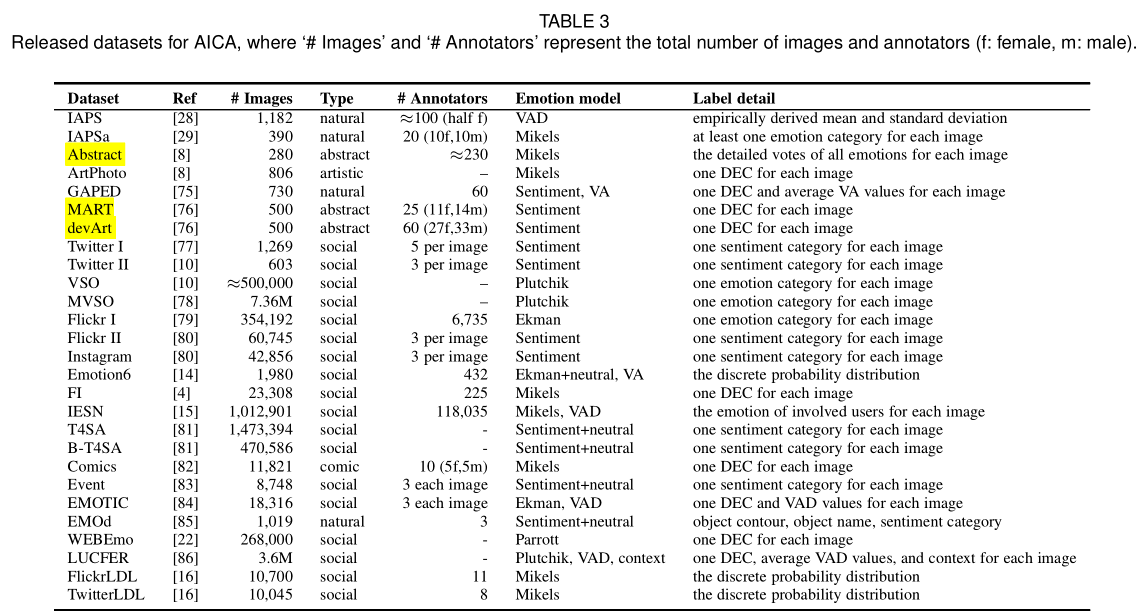 TABLE 3
Released datasets for AICA, where ‘# Images’ and ‘# Annotators’ represent the total number of images and annotators (f: female, m: male).
Dataset Ref # Images Type # Annotators Emotion model Label detail
IAPS [28] 1,182 natural ≈100 (half f) VAD empirically derived mean and standard deviation
IAPSa [29] 390 natural 20 (10f,10m) Mikels at least one emotion category for each image
Abstract [8] 280 abstract ≈230 Mikels the detailed votes of all emotions for each image
ArtPhoto [8] 806 artistic – Mikels one DEC for each image
GAPED [75] 730 natural 60 Sentiment, VA one DEC and average VA values for each image
MART [76] 500 abstract 25 (11f,14m) Sentiment one DEC for each image
devArt [76] 500 abstract 60 (27f,33m) Sentiment one DEC for each image
Twitter I [77] 1,269 social 5 per image Sentiment one sentiment category for each image
Twitter II [10] 603 social 3 per image Sentiment one sentiment category for each image
VSO [10] ≈500,000 social – Plutchik one emotion category for each image
MVSO [78] 7.36M social – Plutchik one emotion category for each image
Flickr I [79] 354,192 social 6,735 Ekman one emotion category for each image
Flickr II [80] 60,745 social 3 per image Sentiment one sentiment category for each image
Instagram [80] 42,856 social 3 per image Sentiment one sentiment category for each image
Emotion6 [14] 1,980 social 432 Ekman+neutral, VA the discrete probability distribution
FI [4] 23,308 social 225 Mikels one DEC for each image
IESN [15] 1,012,901 social 118,035 Mikels, VAD the emotion of involved users for each image
T4SA [81] 1,473,394 social - Sentiment+neutral one sentiment category for each image
B-T4SA [81] 470,586 social - Sentiment+neutral one sentiment category for each image
Comics [82] 11,821 comic 10 (5f,5m) Mikels one DEC for each image
Event [83] 8,748 social 3 each image Sentiment+neutral one sentiment category for each image
EMOTIC [84] 18,316 social 3 each image Ekman, VAD one DEC and VAD values for each image
EMOd [85] 1,019 natural 3 Sentiment+neutral object contour, object name, sentiment category
WEBEmo [22] 268,000 social - Parrott one DEC for each image
LUCFER [86] 3.6M social - Plutchik, VAD, context one DEC, average VAD values, and context for each image
FlickrLDL [16] 10,700 social 11 Mikels the discrete probability distribution
TwitterLDL [16] 10,045 social 8 Mikels the discrete probability distribution